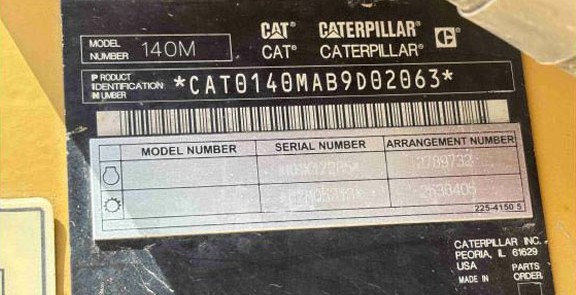 CAT® CATERPILLAR®
MODEL NUMBER 140M CAT® CATERPILLAR®
PRODUCT IDENTIFICATION NUMBER *CAT0140MAB9D02063*
MODEL NUMBER SERIAL NUMBER ARRANGEMENT NUMBER
2789732
2638406
225-4150 5
CATERPILLAR INC.
PEORIA, IL 61629
USA PARTS
MADE IN ORDER